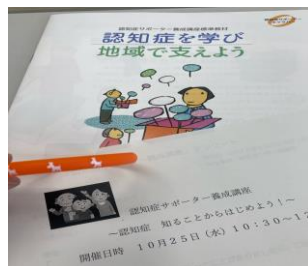 認知症サポーター養成講座標準教材
認知症を学び
地域で支えよう
認知症サポーター養成講座
~認知症 知ることからはじめよう!~
開催日時 10月25日(水)10:30~1